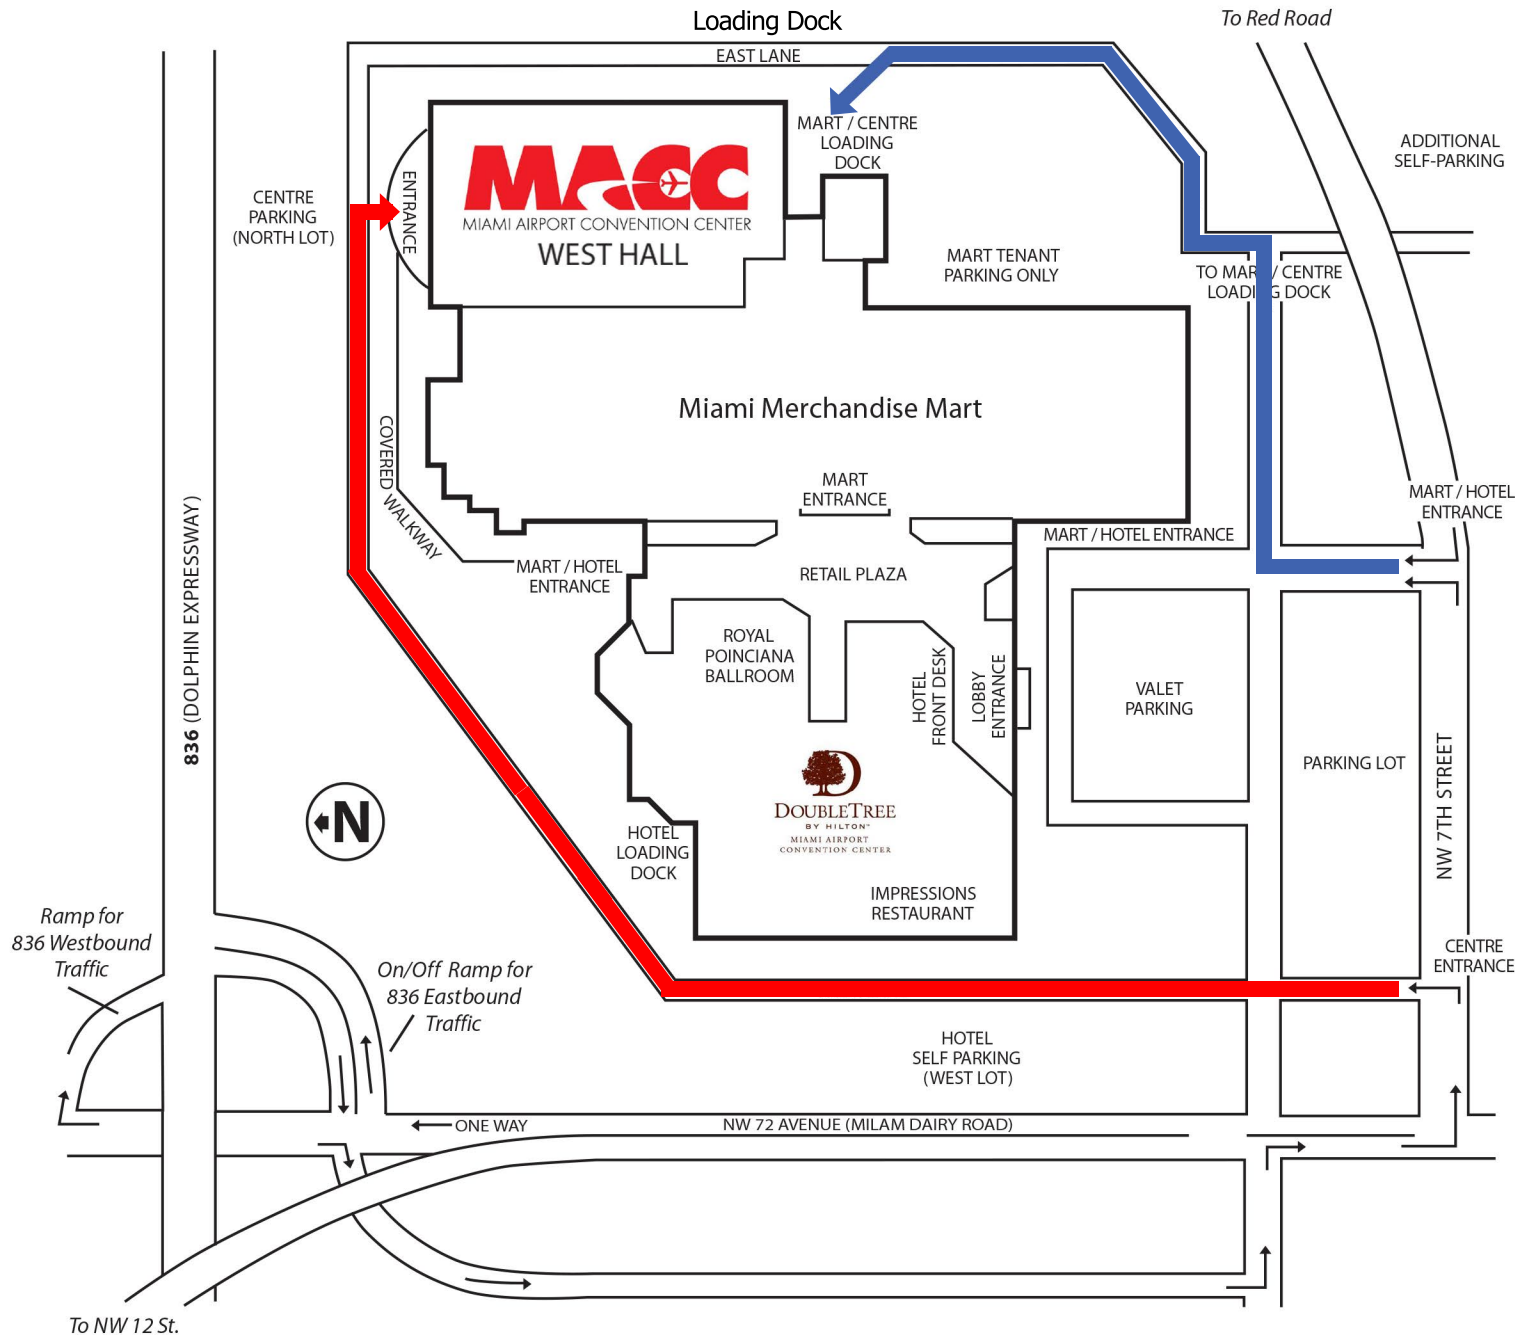 Loading Dock
To Red Road
EAST LANE
MART / CENTRE
LOADING
DOCK
ADDITIONAL
SELF-PARKING
MACC
MIAMI AIRPORT CONVENTION CENTER
WEST HALL
ENTRANCE
CENTRE
PARKING
(NORTH LOT)
MART TENANT
PARKING ONLY
TO MART / CENTRE
LOADING DOCK
Miami Merchandise Mart
COVERED WALKWAY
MART
ENTRANCE
MART / HOTEL
ENTRANCE
MART / HOTEL ENTRANCE
MART / HOTEL
ENTRANCE
RETAIL PLAZA
ROYAL
POINCIANA
BALLROOM
HOTEL
FRONT DESK
LOBBY
ENTRANCE
VALET
PARKING
PARKING LOT
NW 7TH STREET
836 (DOLPHIN EXPRESSWAY)
N
D
DOUBLETREE
BY HILTON™
MIAMI AIRPORT
CONVENTION CENTER
HOTEL
LOADING
DOCK
IMPRESSIONS
RESTAURANT
CENTRE
ENTRANCE
Ramp for
836 Westbound
Traffic
On/Off Ramp for
836 Eastbound
Traffic
HOTEL
SELF PARKING
(WEST LOT)
ONE WAY
NW 72 AVENUE (MILAM DAIRY ROAD)
To NW 12 St.